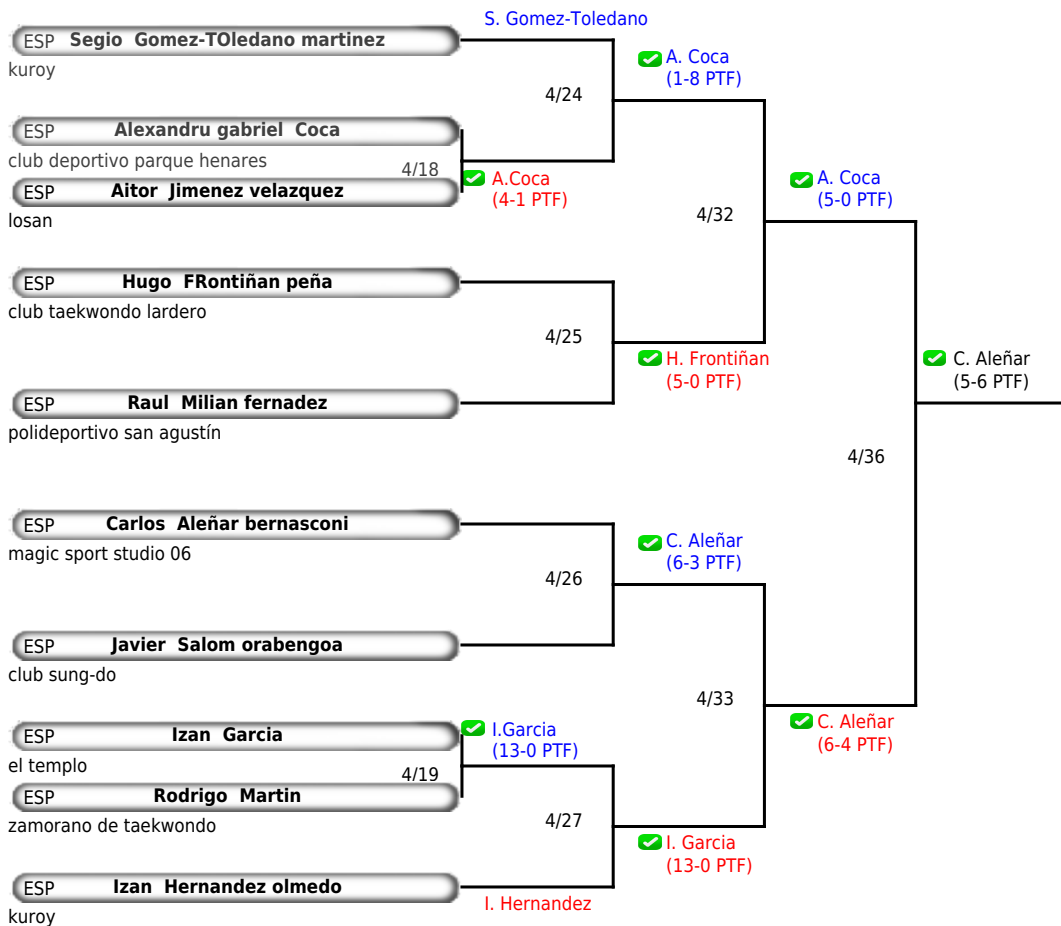 S. Gomez-Toledano
ESP Segio Gomez-TOledano martinez
kuroy
A. Coca
(1-8 PTF)
4/24
ESP Alexandru gabriel Coca
club deportivo parque henares
4/18
A.Coca
(4-1 PTF)
ESP Aitor Jimenez velazquez
losan
A. Coca
(5-0 PTF)
4/32
ESP Hugo FRontiñan peña
club taekwondo lardero
4/25
H. Frontiñan
(5-0 PTF)
C. Aleñar
(5-6 PTF)
ESP Raul Milian fernadez
polideportivo san agustín
4/36
ESP Carlos Aleñar bernasconi
magic sport studio 06
C. Aleñar
(6-3 PTF)
4/26
ESP Javier Salom orabengoa
club sung-do
4/33
C. Aleñar
(6-4 PTF)
ESP Izan Garcia
el templo
I.Garcia
(13-0 PTF)
4/19
ESP Rodrigo Martin
zamorano de taekwondo
4/27
I. Garcia
(13-0 PTF)
ESP Izan Hernandez olmedo
kuroy
I. Hernandez